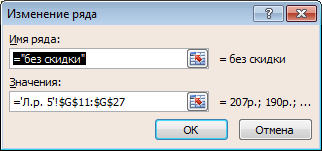 Изменение ряда
Имя ряда:
="без скидки" = без скидки
Значения:
='Л.р. 5'!$G$11:$G$27 = 207р.; 190р.; ...
ОК Отмена